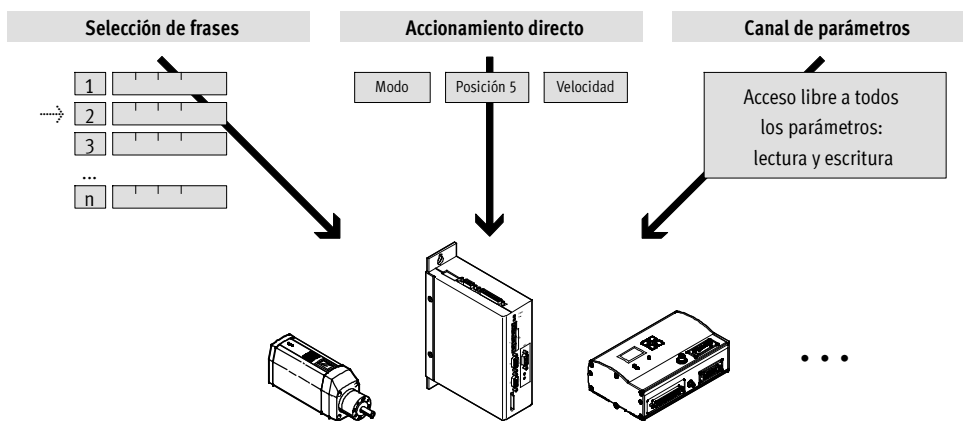 Selección de frases
Accionamiento directo
Canal de parámetros
1
2
3
...
n
Modo
Posición 5
Velocidad
Acceso libre a todos
los parámetros:
lectura y escritura
...